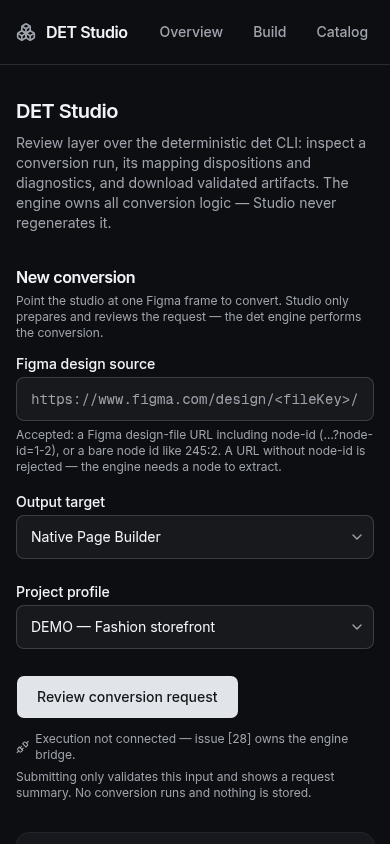 DET Studio
Overview
Build
Catalog
DET Studio
Review layer over the deterministic det CLI: inspect a
conversion run, its mapping dispositions and
diagnostics, and download validated artifacts. The
engine owns all conversion logic — Studio never
regenerates it.
New conversion
Point the studio at one Figma frame to convert. Studio only
prepares and reviews the request — the det engine performs
the conversion.
Figma design source
https://www.figma.com/design/<fileKey>/
Accepted: a Figma design-file URL including node-id (...?node-
id=1-2), or a bare node id like 245:2. A URL without node-id is
rejected — the engine needs a node to extract.
Output target
Native Page Builder
Project profile
DEMO — Fashion storefront
Review conversion request
Execution not connected — issue [28] owns the engine
bridge.
Submitting only validates this input and shows a request
summary. No conversion runs and nothing is stored.